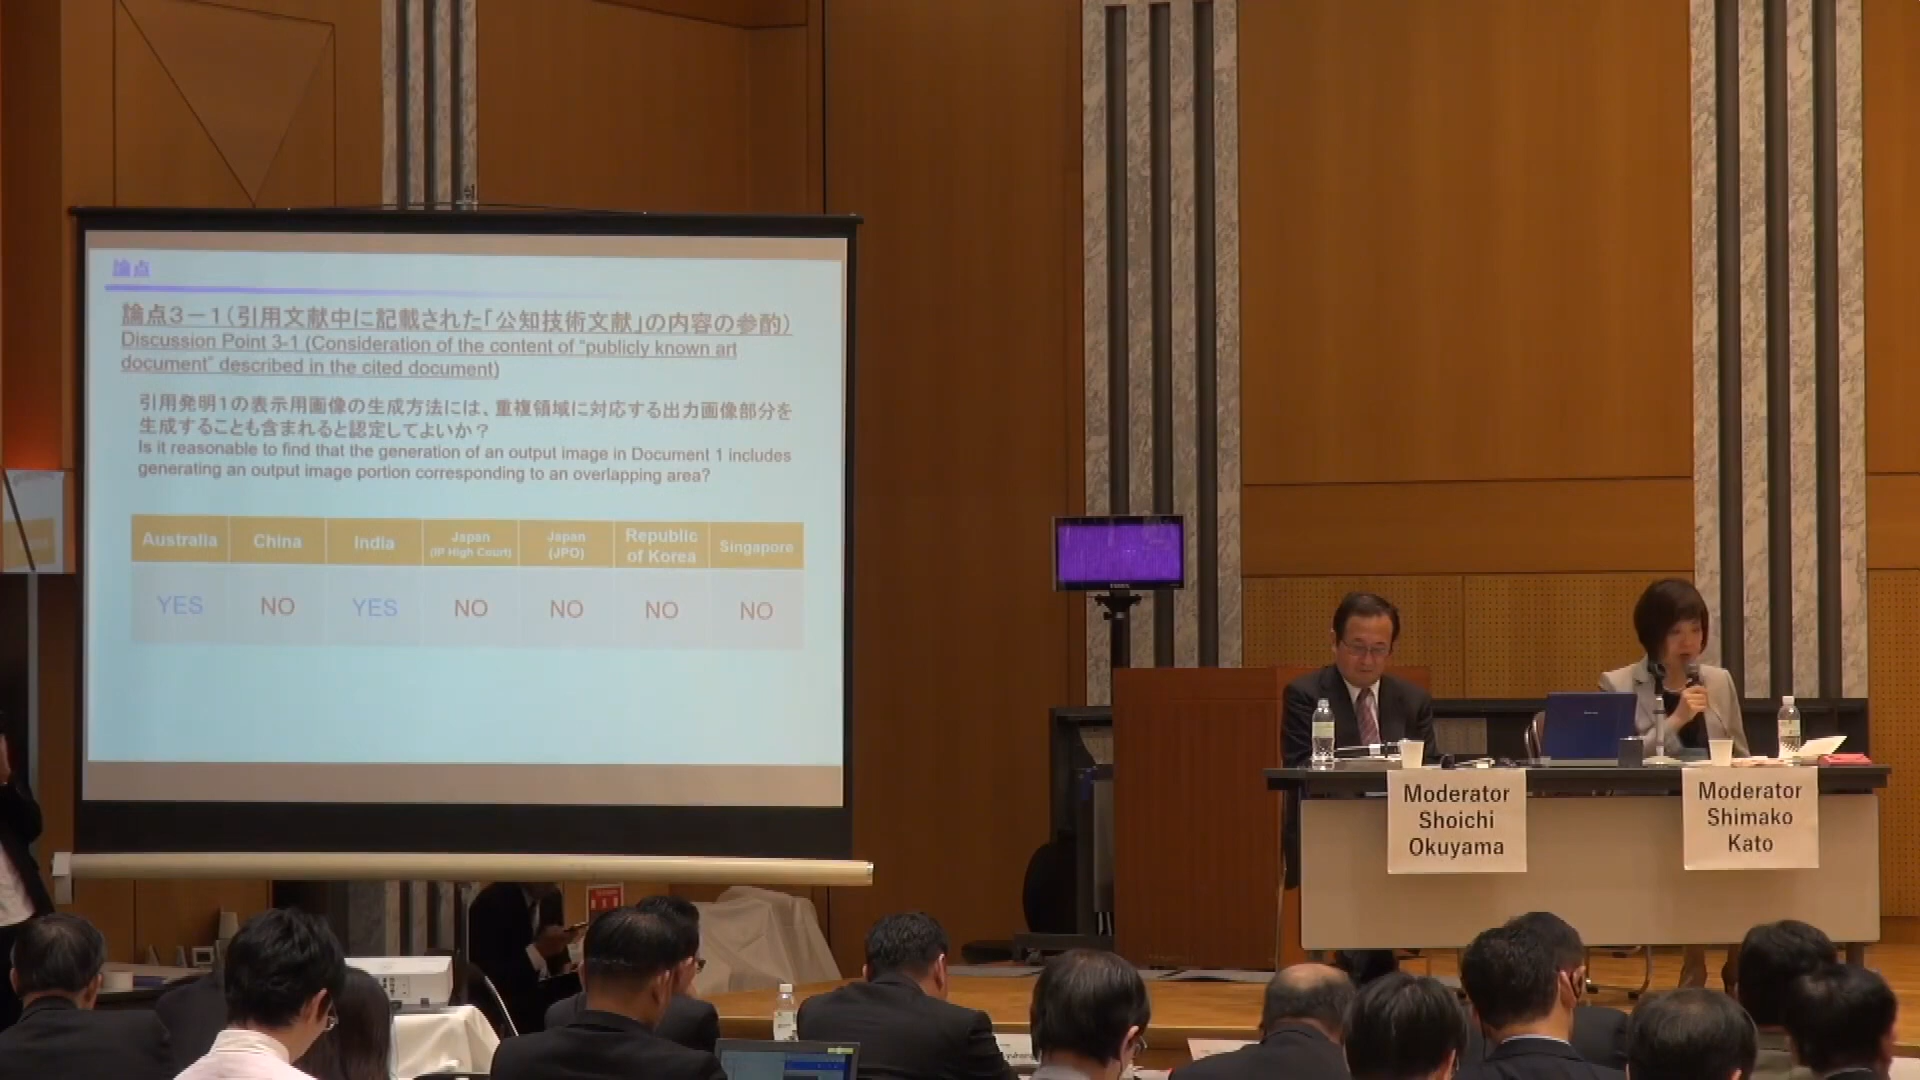 論点
論点3－1（引用文献中に記載された「公知技術文献」の内容の参酌）
Discussion Point 3-1 (Consideration of the content of “publicly known art
document” described in the cited document)
引用発明1の表示用画像の生成方法には、重複領域に対応する出力画像部分を
生成することも含まれると認定してよいか？
Is it reasonable to find that the generation of an output image in Document 1 includes
generating an output image portion corresponding to an overlapping area?
Australia China India Japan (IP High Court) Japan (JPO) Republic of Korea Singapore
YES NO YES NO NO NO NO
Moderator
Shoichi
Okuyama
Moderator
Shimako
Kato